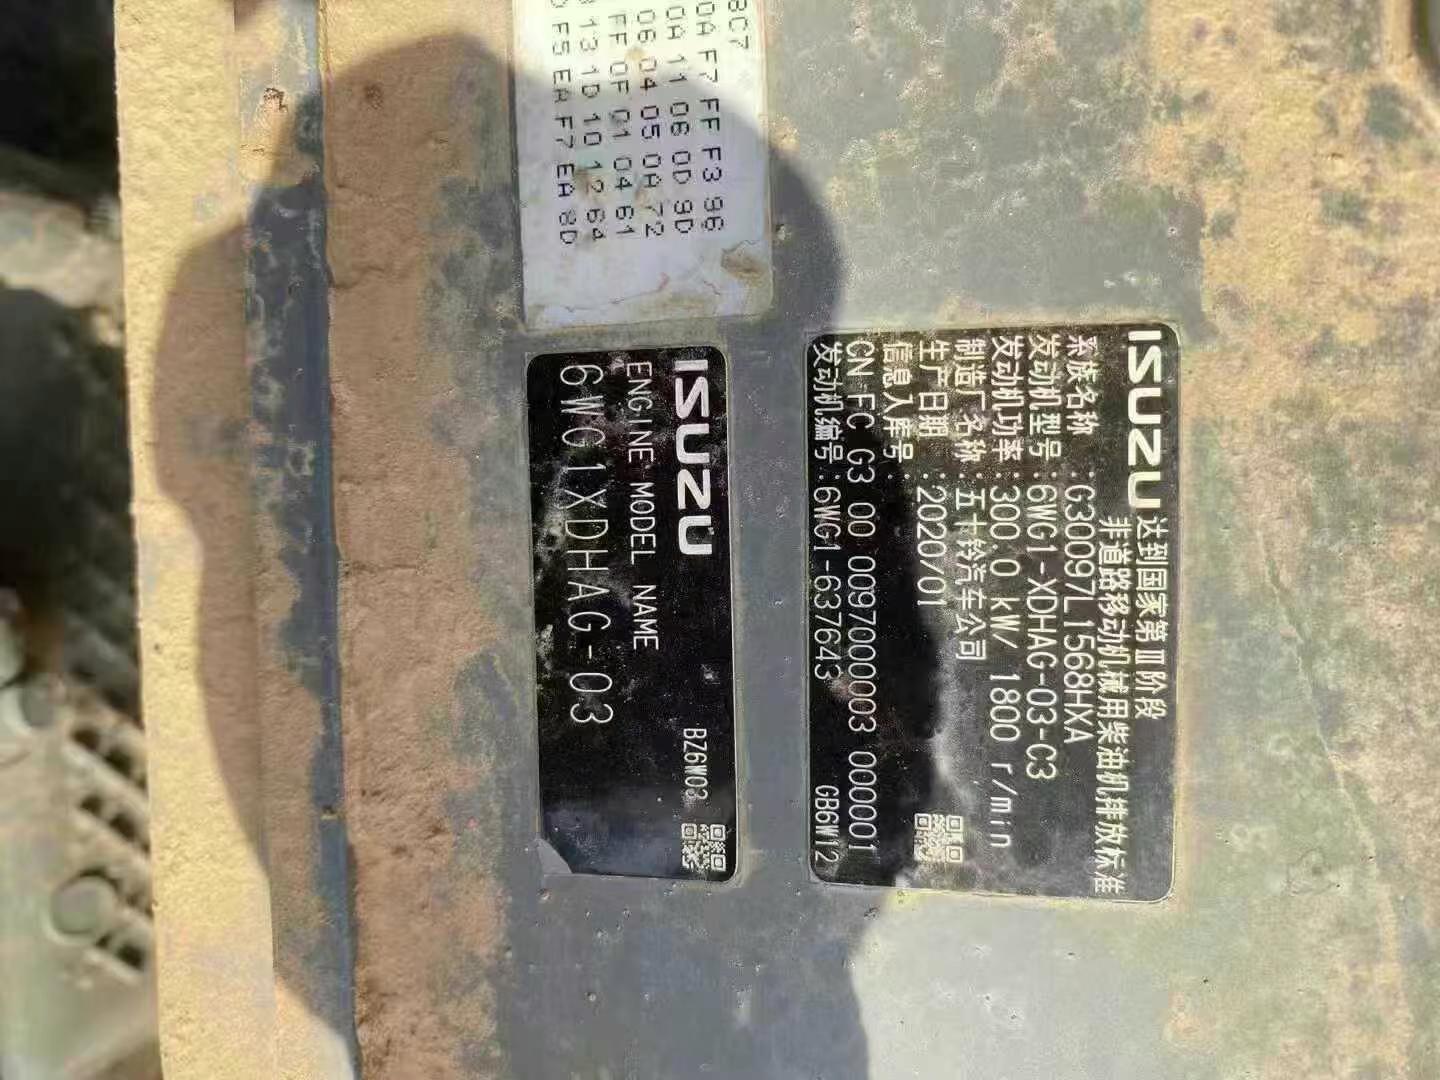 8C7
0A F7 FF F3 96
0A 11 06 0D 9D
06 04 05 0A 72
FF 0F 01 04 61
13 1D 10 12 64
F5 EA F7 EA 8D
ISUZU
达到国家第Ⅲ阶段
非道路移动机械用柴油机排放标准
系族名称 :G30097L1568HXA
发动机型号:6WG1-XDHAG-03-C3
发动机功率:300.0 kW/ 1800 r/min
制造厂名称:五十铃汽车公司
生产日期 :2020/01
信息入库号:
CN FC G3 00 0097000003 000001
发动机编号:6WG1-637643 GB6W12
ISUZU
ENGINE MODEL NAME BZ6W03
6WG1XDHAG-03